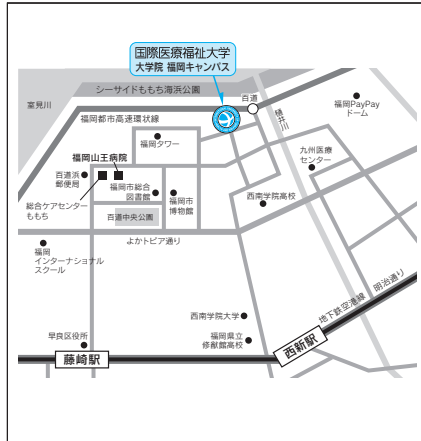 国際医療福祉大学
大学院 福岡キャンパス
シーサイドももち海浜公園
室見川
百道
福岡PayPay
ドーム
福岡都市高速環状線
樋井川
福岡タワー
九州医療
センター
福岡山王病院
百道浜
郵便局
福岡市総合
図書館
福岡市
博物館
西南学院高校
総合ケアセンター
ももち
百道中央公園
よかトピア通り
福岡
インターナショナル
スクール
明治通り
地下鉄空港線
西南学院大学
早良区役所
福岡県立
修猷館高校
西新駅
藤崎駅